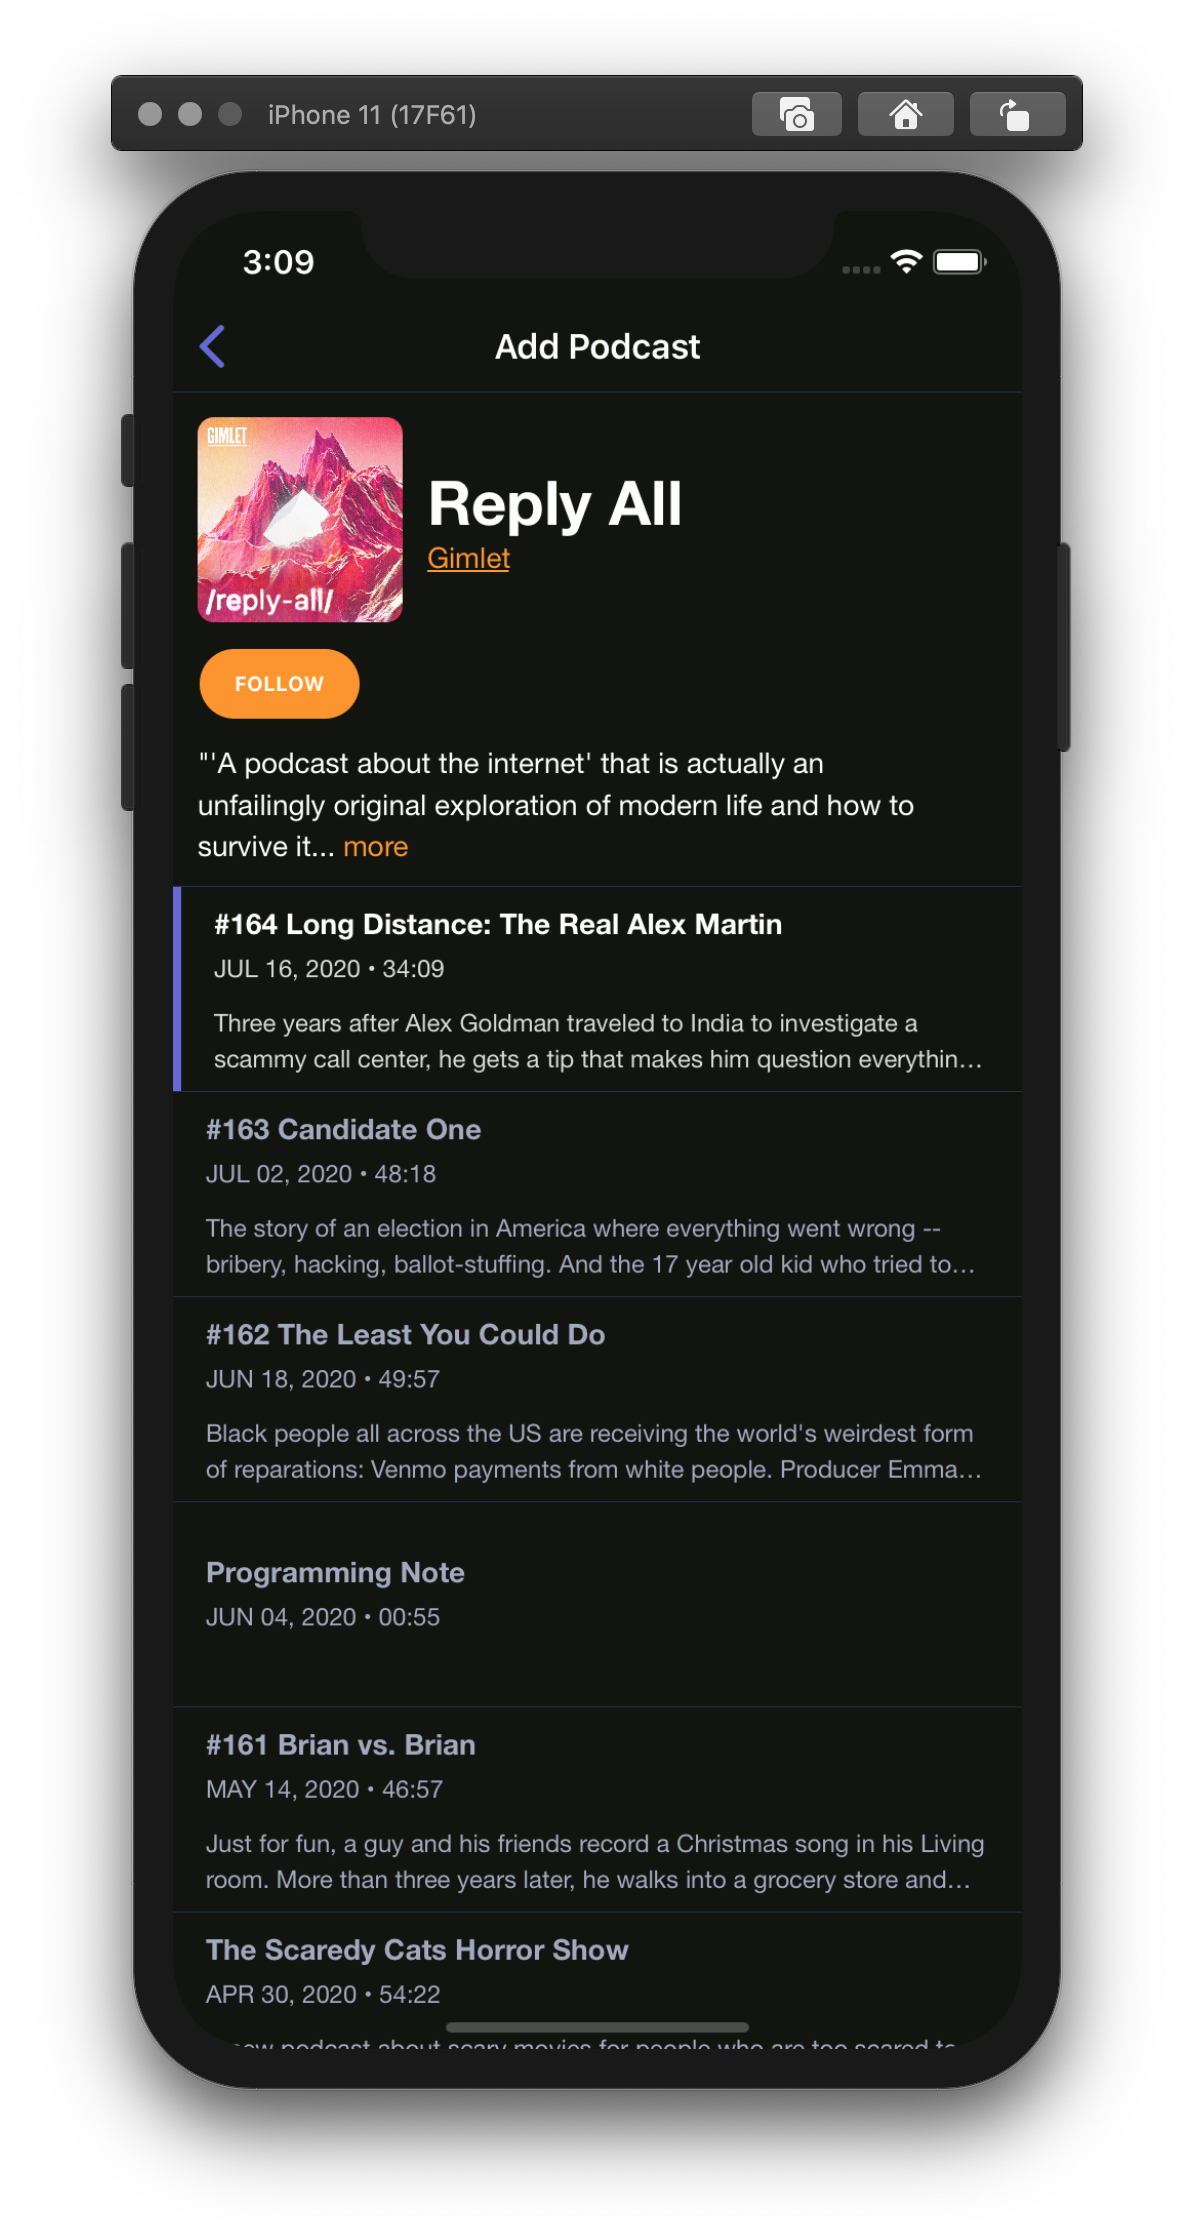 iPhone 11 (17F61)
3:09
Add Podcast
GIMLET
/reply-all/
Reply All
Gimlet
FOLLOW
"'A podcast about the internet' that is actually an
unfailingly original exploration of modern life and how to
survive it... more
#164 Long Distance: The Real Alex Martin
JUL 16, 2020 • 34:09
Three years after Alex Goldman traveled to India to investigate a
scammy call center, he gets a tip that makes him question everythin...
#163 Candidate One
JUL 02, 2020 • 48:18
The story of an election in America where everything went wrong --
bribery, hacking, ballot-stuffing. And the 17 year old kid who tried to...
#162 The Least You Could Do
JUN 18, 2020 • 49:57
Black people all across the US are receiving the world's weirdest form
of reparations: Venmo payments from white people. Producer Emma...
Programming Note
JUN 04, 2020 • 00:55
#161 Brian vs. Brian
MAY 14, 2020 • 46:57
Just for fun, a guy and his friends record a Christmas song in his Living
room. More than three years later, he walks into a grocery store and...
The Scaredy Cats Horror Show
APR 30, 2020 • 54:22
podcast about scary movies for people who are too scared